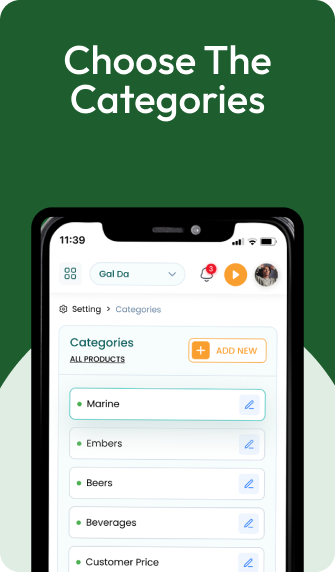 Choose The
Categories
11:39
Gal Da
3
Setting > Categories
Categories
ALL PRODUCTS
+ ADD NEW
Marine
Embers
Beers
Beverages
Customer Price